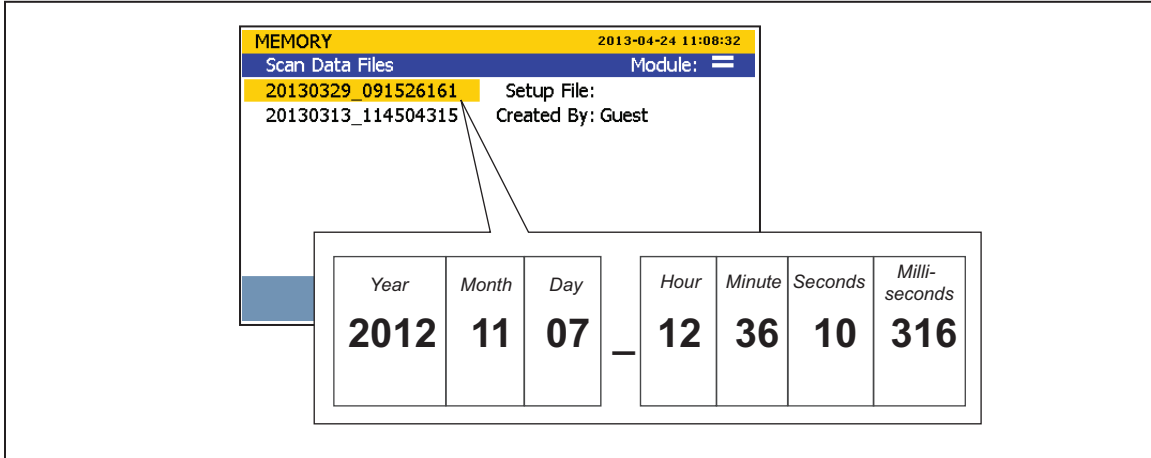 MEMORY 2013-04-24 11:08:32
Scan Data Files Module:
20130329_091526161 Setup File:
20130313_114504315 Created By: Guest
Year Month Day Hour Minute Seconds Milli-
seconds
2012 11 07 _ 12 36 10 316